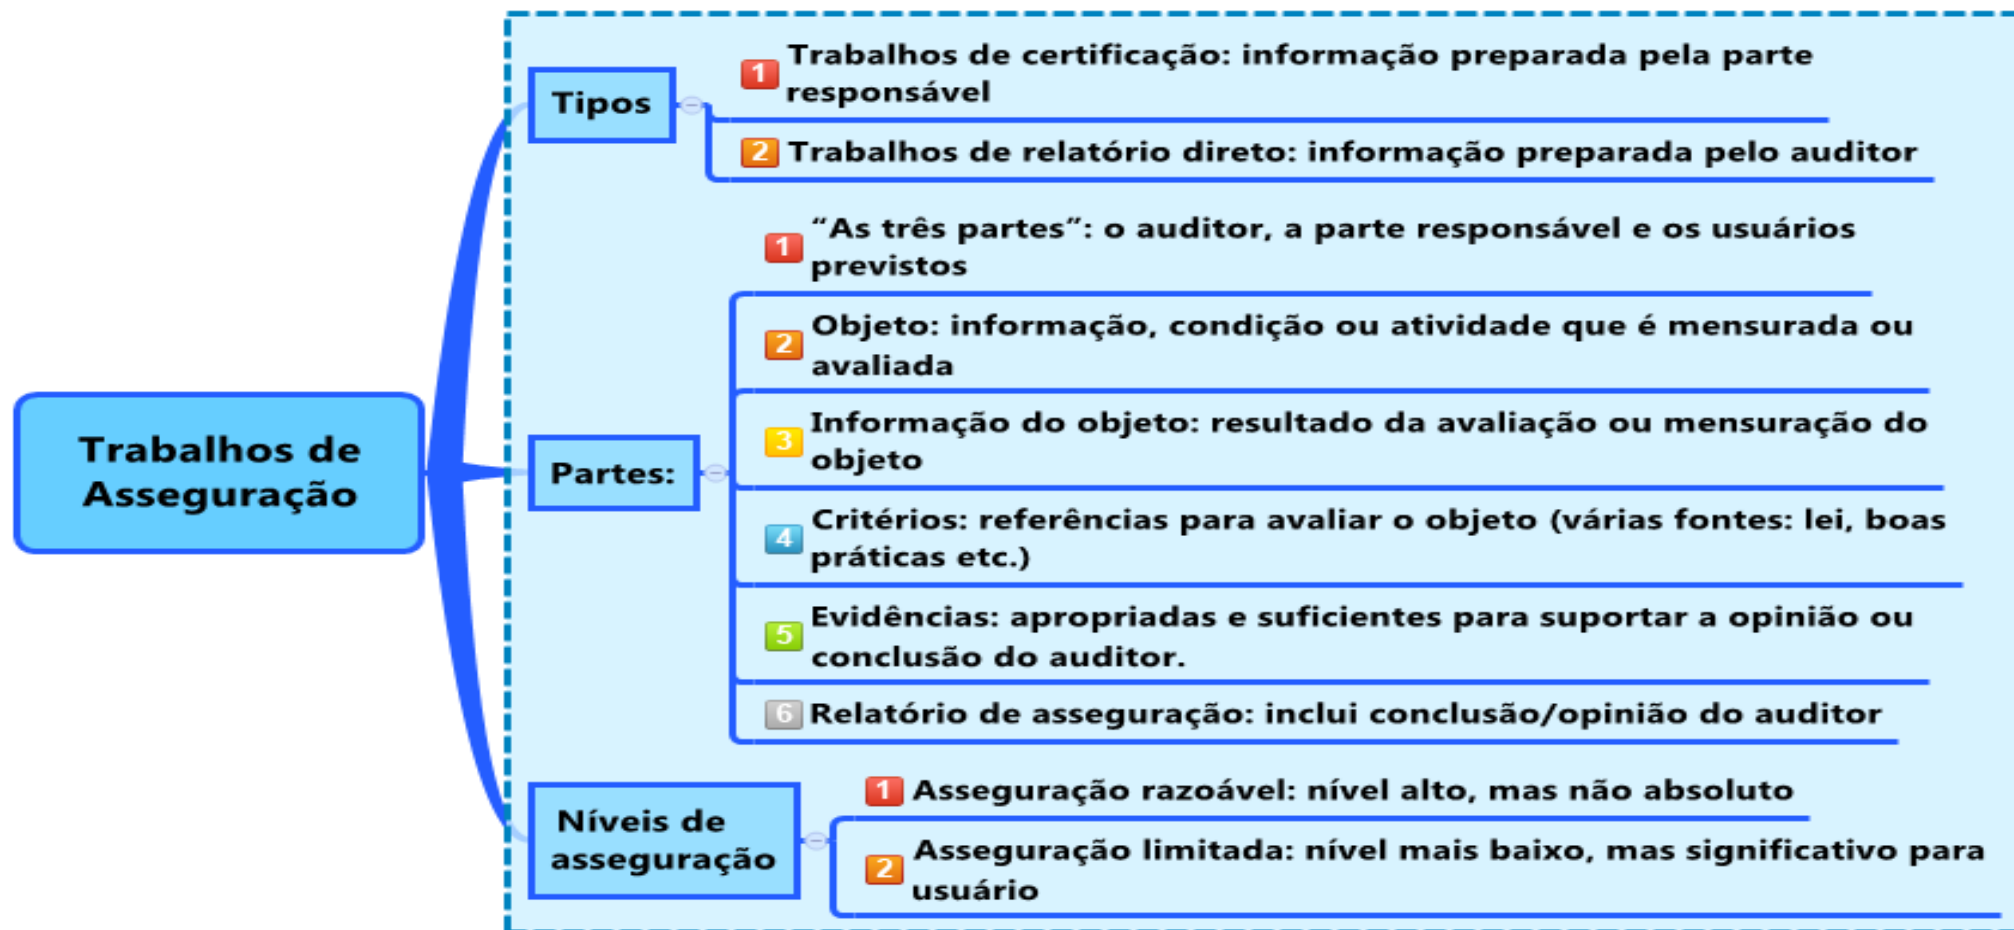 Trabalhos de
Asseguração
Tipos
1 Trabalhos de certificação: informação preparada pela parte
responsável
2 Trabalhos de relatório direto: informação preparada pelo auditor
Partes:
1 “As três partes”: o auditor, a parte responsável e os usuários
previstos
2 Objeto: informação, condição ou atividade que é mensurada ou
avaliada
3 Informação do objeto: resultado da avaliação ou mensuração do
objeto
4 Critérios: referências para avaliar o objeto (várias fontes: lei, boas
práticas etc.)
5 Evidências: apropriadas e suficientes para suportar a opinião ou
conclusão do auditor.
6 Relatório de asseguração: inclui conclusão/opinião do auditor
Níveis de
asseguração
1 Asseguração razoável: nível alto, mas não absoluto
2 Asseguração limitada: nível mais baixo, mas significativo para
usuário